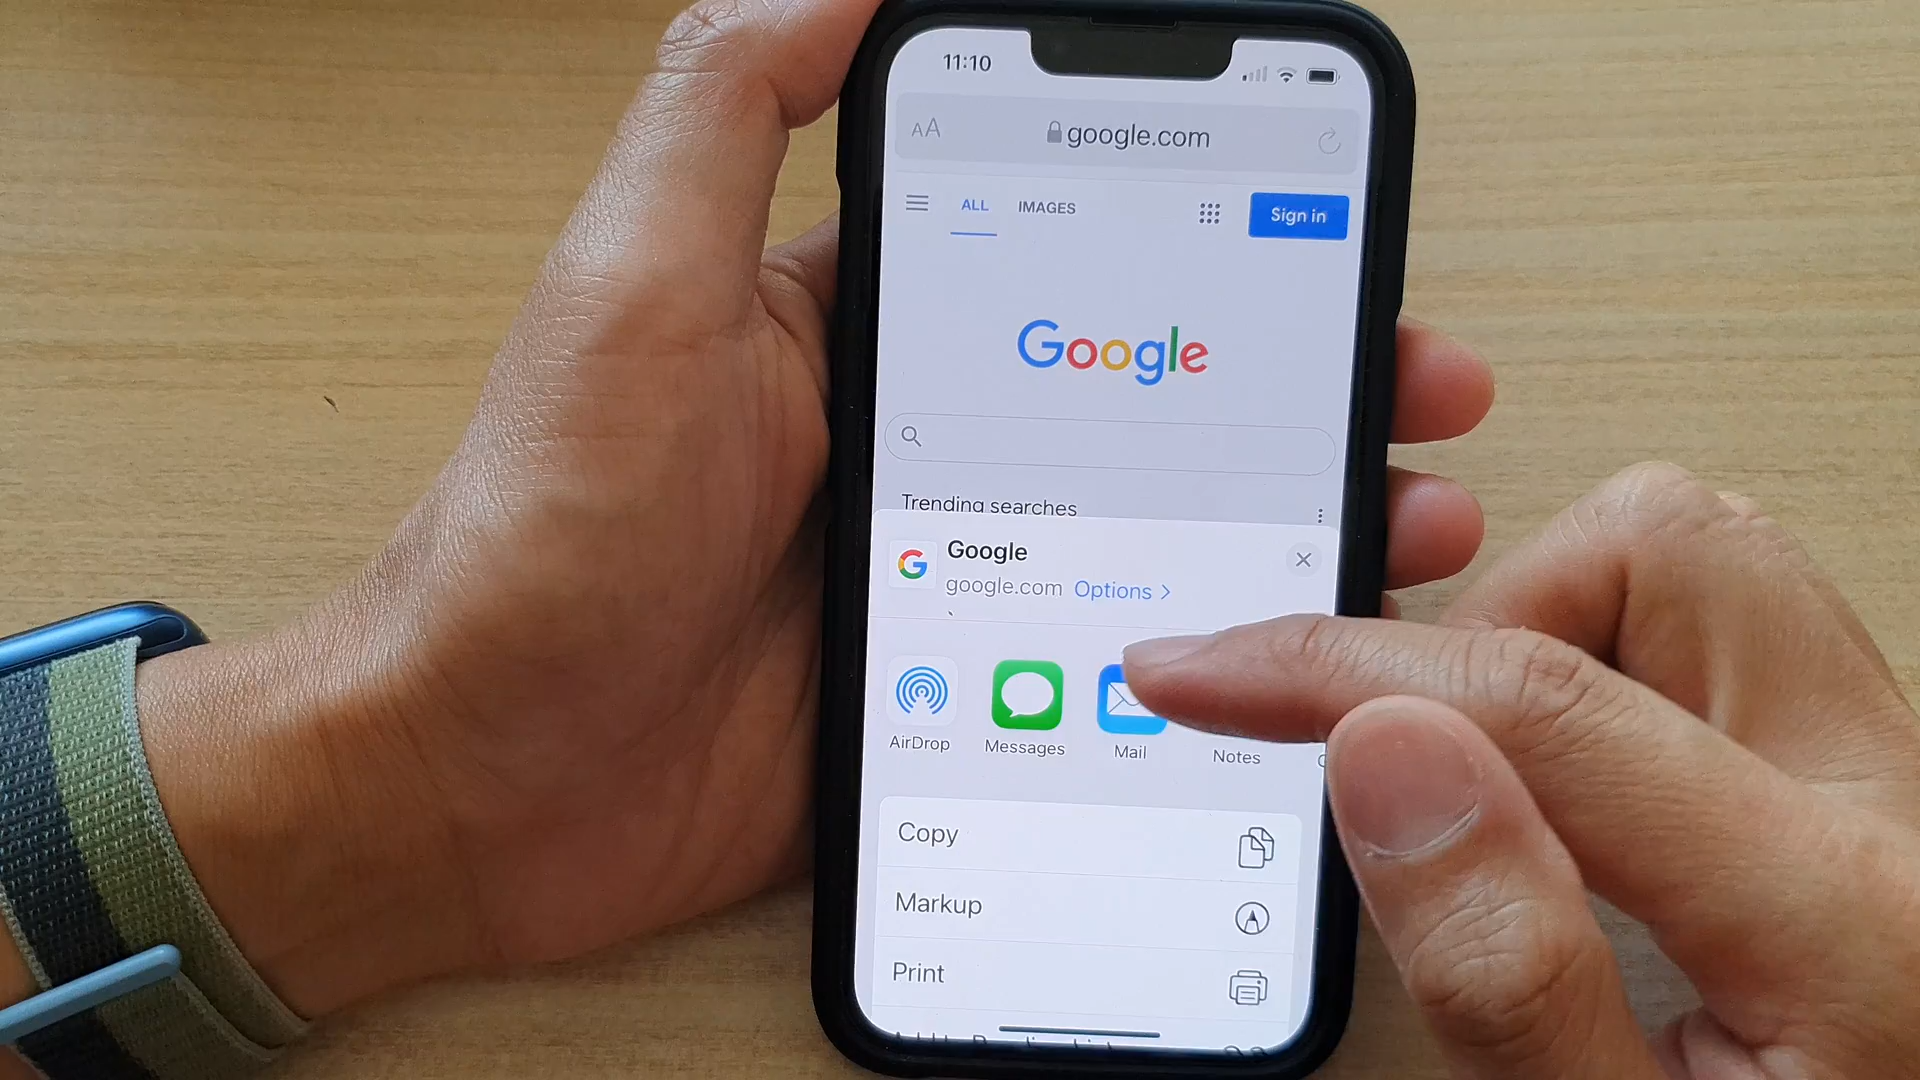 11:10
AA google.com
ALL IMAGES Sign in
Google
Trending searches
Google
google.com Options >
AirDrop Messages Mail Notes
Copy
Markup
Print